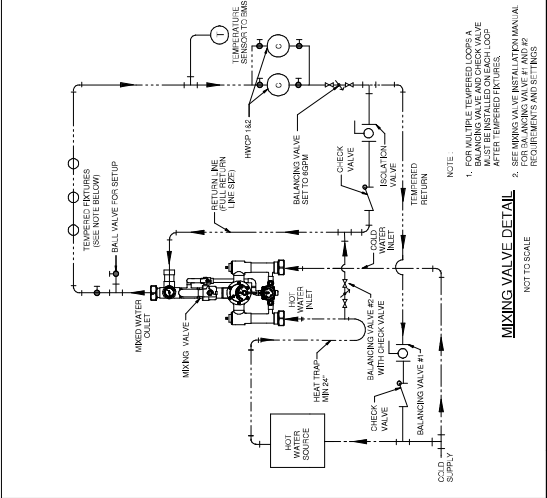 TEMPERATURE
SENSOR TO BMS
T
C
C
HWCP 1&2
BALANCING VALVE
SET TO 6GPM
TEMPERED FIXTURES
(SEE NOTE BELOW)
BALL VALVE FOR SETUP
RETURN LINE
(FULL RETURN
LINE SIZE)
CHECK
VALVE
ISOLATION
VALVE
TEMPERED
RETURN
MIXED WATER
OULET
MIXING VALVE
HOT
WATER
INLET
COLD
WATER
INLET
HEAT TRAP
MIN 24"
BALANCING VALVE #2
WITH CHECK VALVE
HOT
WATER
SOURCE
CHECK
VALVE
BALANCING VALVE #1
COLD
SUPPLY
NOTE :
1. FOR MULTIPLE TEMPERED LOOPS A
BALANCING VALVE AND CHECK VALVE
MUST BE INSTALLED ON EACH LOOP
AFTER TEMPERED FIXTURES.
2. SEE MIXING VALVE INSTALLATION MANUAL
FOR BALANCING VALVE #1 AND #2
REQUIREMENTS AND SETTINGS
MIXING VALVE DETAIL
NOT TO SCALE